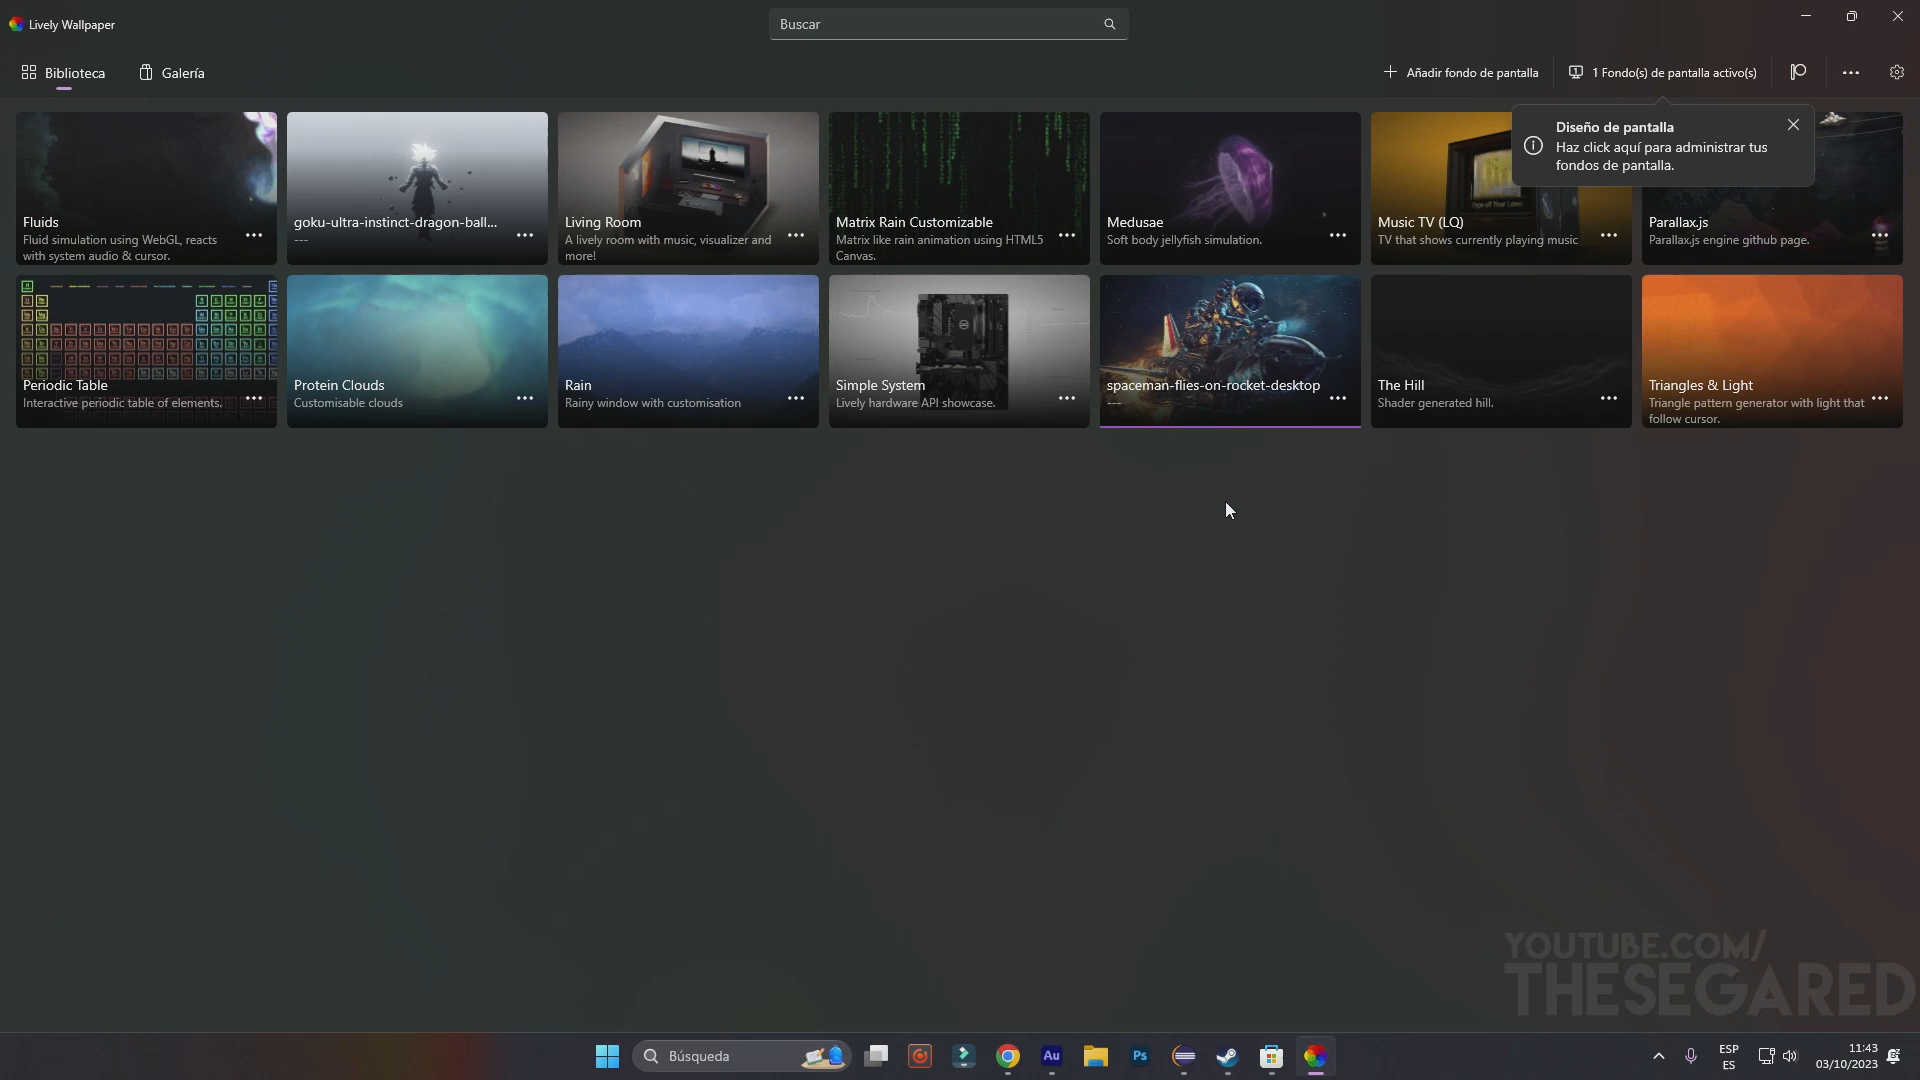 Lively Wallpaper
Buscar
Biblioteca
Galería
Añadir fondo de pantalla
1 Fondo(s) de pantalla activo(s)
Diseño de pantalla
Haz click aquí para administrar tus
fondos de pantalla.
Fluids
Fluid simulation using WebGL, reacts
with system audio & cursor.
goku-ultra-instinct-dragon-ball...
---
Living Room
A lively room with music, visualizer and
more!
Matrix Rain Customizable
Matrix like rain animation using HTML5
Canvas.
Medusae
Soft body jellyfish simulation.
Music TV (LQ)
TV that shows currently playing music
Parallax.js
Parallax.js engine github page.
Periodic Table
Interactive periodic table of elements.
Protein Clouds
Customisable clouds
Rain
Rainy window with customisation
Simple System
Lively hardware API showcase.
spaceman-flies-on-rocket-desktop
---
The Hill
Shader generated hill.
Triangles & Light
Triangle pattern generator with light that
follow cursor.
YOUTUBE.COM/
THESEGARED
Búsqueda
Au
Ps
ESP
ES
11:43
03/10/2023